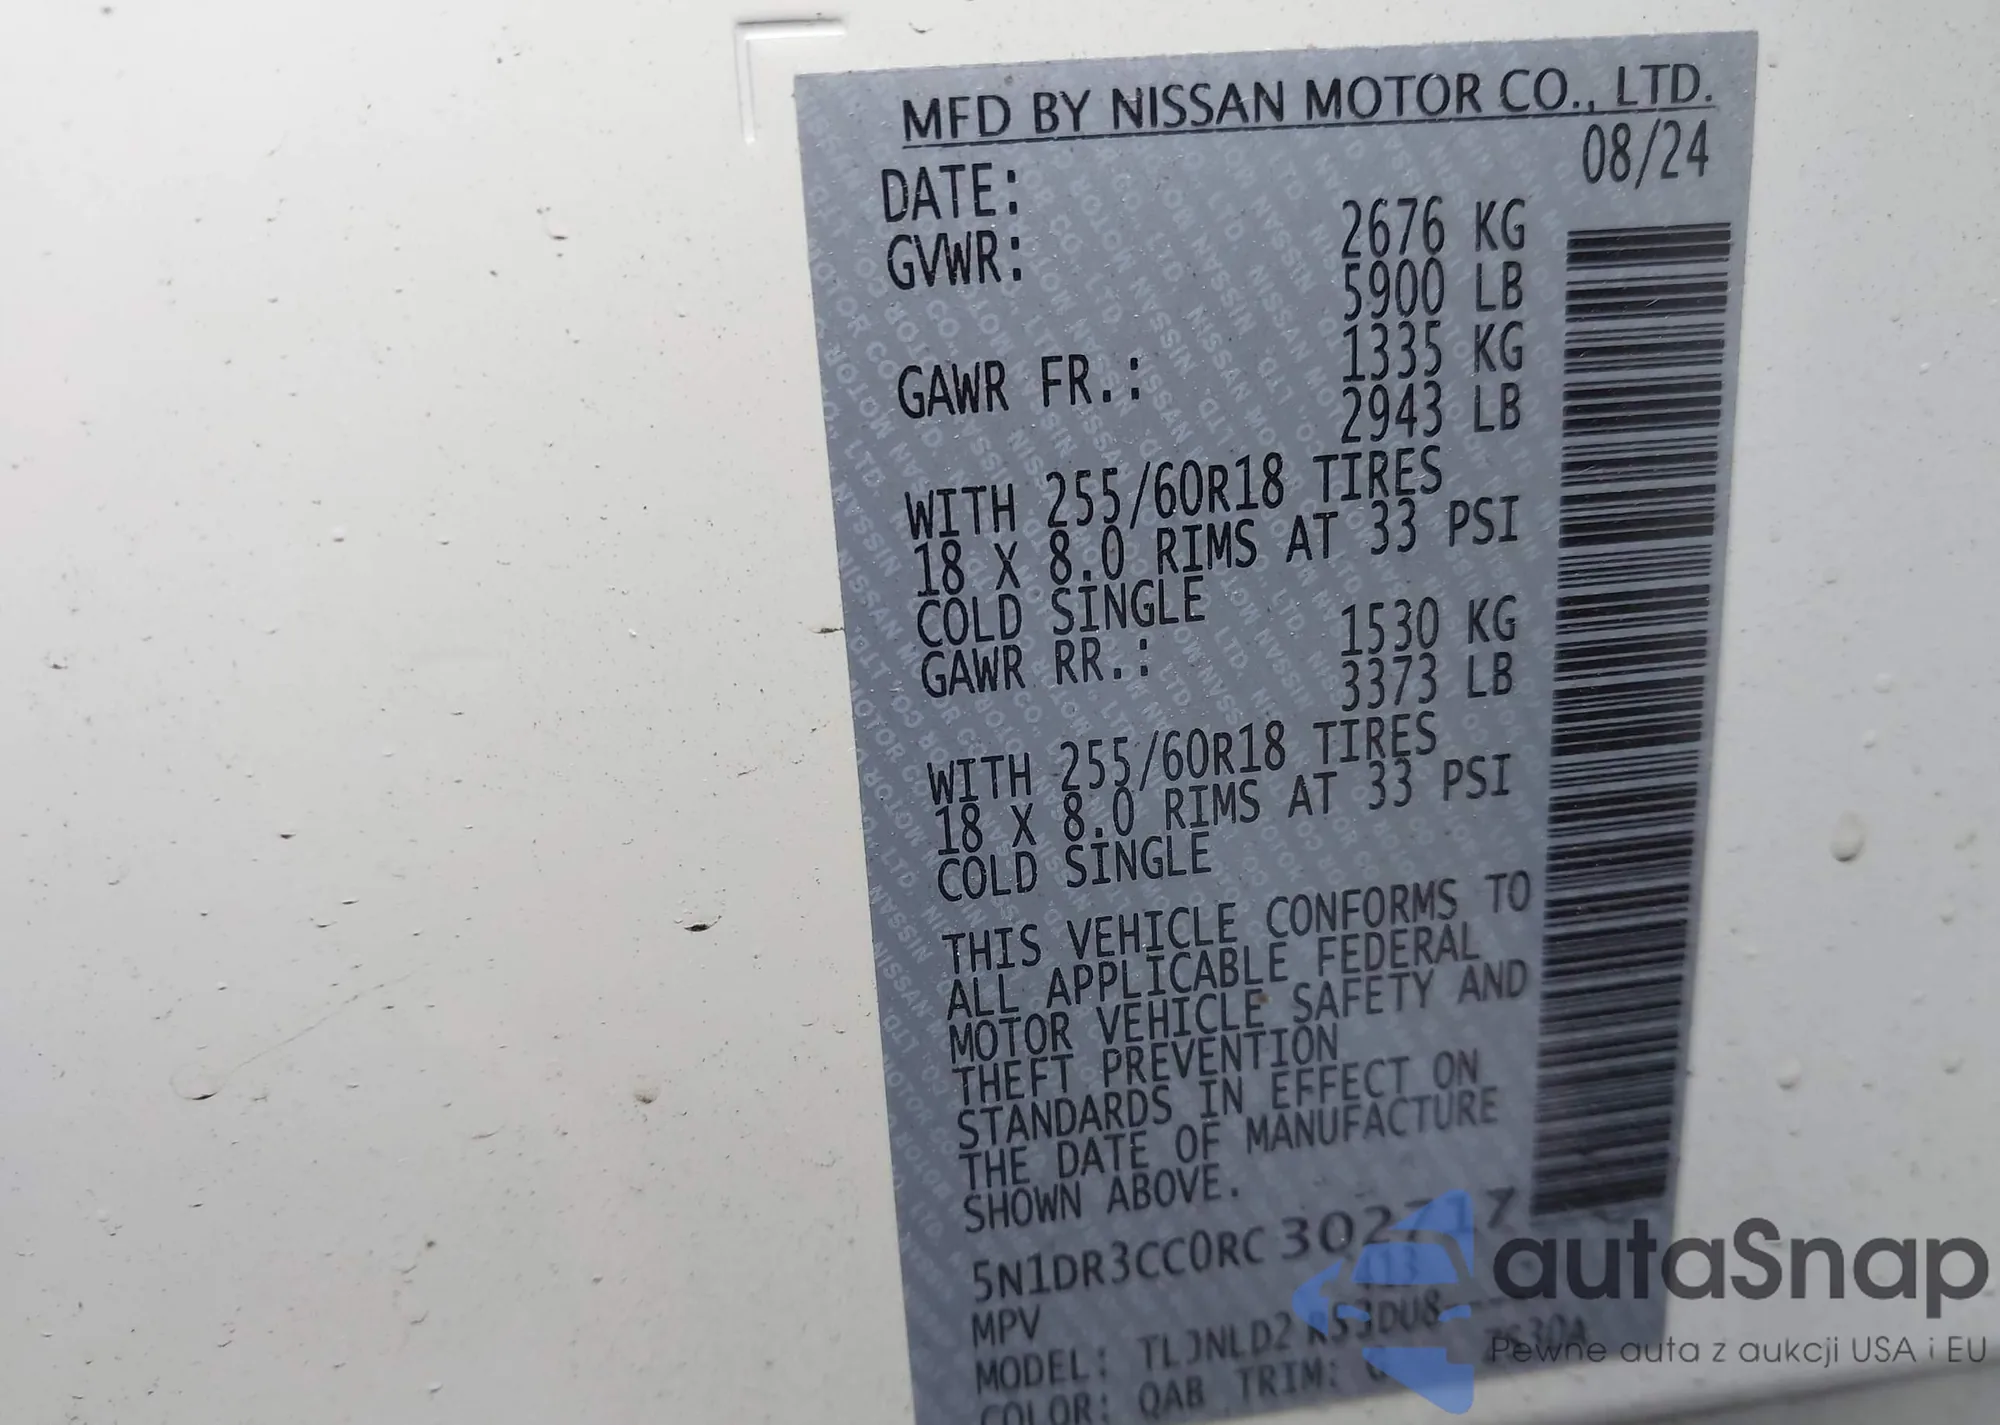 MFD BY NISSAN MOTOR CO., LTD.
DATE: 08/24
GVWR: 2676 KG
5900 LB
GAWR FR.: 1335 KG
2943 LB
WITH 255/60R18 TIRES
18 X 8.0 RIMS AT 33 PSI
COLD SINGLE
GAWR RR.: 1530 KG
3373 LB
WITH 255/60R18 TIRES
18 X 8.0 RIMS AT 33 PSI
COLD SINGLE
THIS VEHICLE CONFORMS TO
ALL APPLICABLE FEDERAL
MOTOR VEHICLE SAFETY AND
THEFT PREVENTION
STANDARDS IN EFFECT ON
THE DATE OF MANUFACTURE
SHOWN ABOVE.
5N1DR3CC0RC302717
MPV
MODEL:
COLOR: QAB TRIM:
autaSnap
Pewne auta z aukcji USA i EU